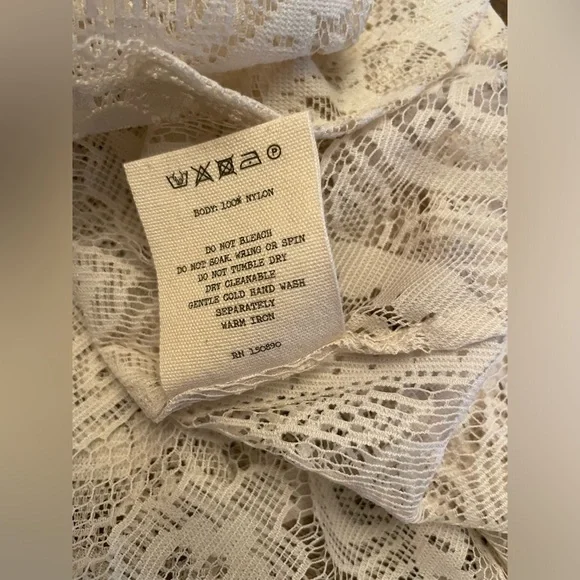 BODY: 100% NYLON
DO NOT BLEACH
DO NOT SOAK, WRING OR SPIN
DO NOT TUMBLE DRY
DRY CLEANABLE
GENTLE COLD HAND WASH
SEPARATELY
WARM IRON
RN 150890